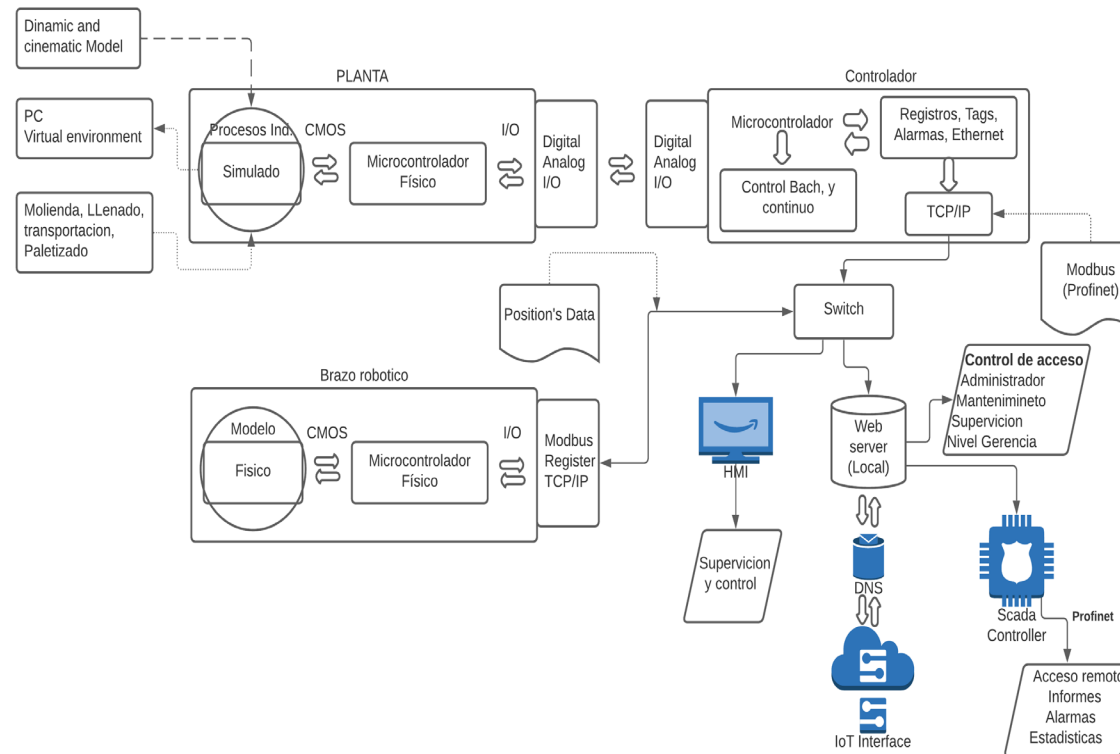 Dinamic and
cinematic Model
PLANTA
Controlador
PC
Virtual environment
Procesos Ind.
Simulado
CMOS
Microcontrolador
Físico
I/O
Digital
Analog
I/O
Digital
Analog
I/O
Microcontrolador
Registros, Tags,
Alarmas, Ethernet
Control Bach, y
continuo
TCP/IP
Molienda, LLenado,
transportacion,
Paletizado
Modbus
(Profinet)
Position's Data
Switch
Brazo robotico
Modelo
Fisico
CMOS
Microcontrolador
Físico
I/O
Modbus
Register
TCP/IP
HMI
Web
server
(Local)
Control de acceso
Administrador
Mantenimineto
Supervicion
Nivel Gerencia
Supervicion
y control
DNS
Scada
Controller
Profinet
IoT Interface
Acceso remoto
Informes
Alarmas
Estadisticas